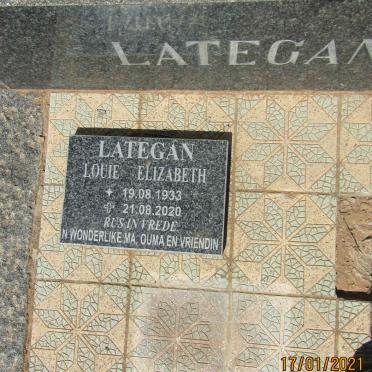 LATEGAN
LATEGAN
LOUIE ELIZABETH
19.08.1933
21.08.2020
RUS IN VREDE
N WONDERLIKE MA, OUMA EN VRIENDIN
17/01/2021